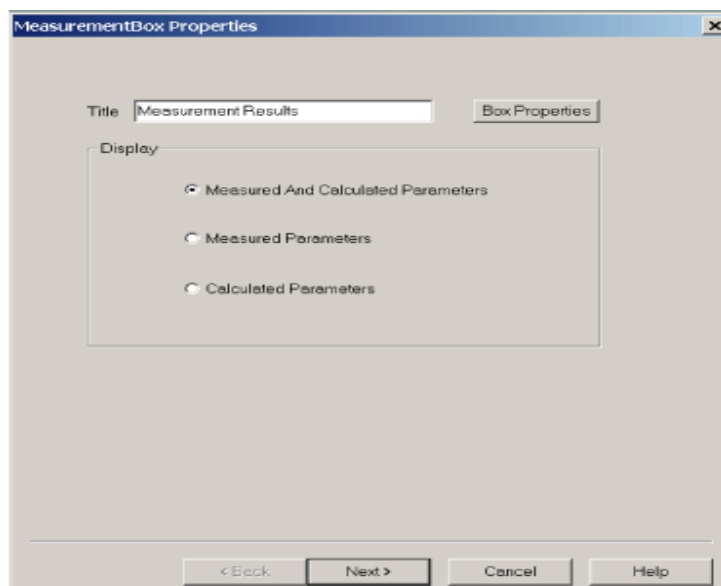 MeasurementBox Properties
Title Measurement Results Box Properties
Display
Measured And Calculated Parameters
Measured Parameters
Calculated Parameters
< Back Next > Cancel Help